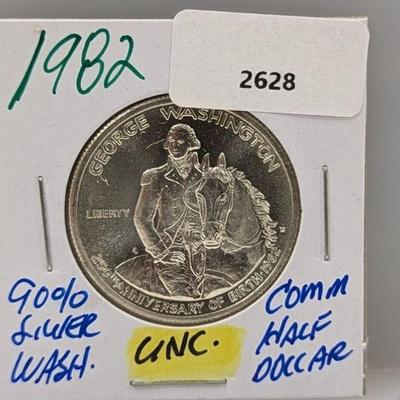 1982
2628
GEORGE WASHINGTON
LIBERTY
250TH ANNIVERSARY OF BIRTH 1982
90%
SILVER
WASH.
UNC.
COMM
HALF
DOLLAR